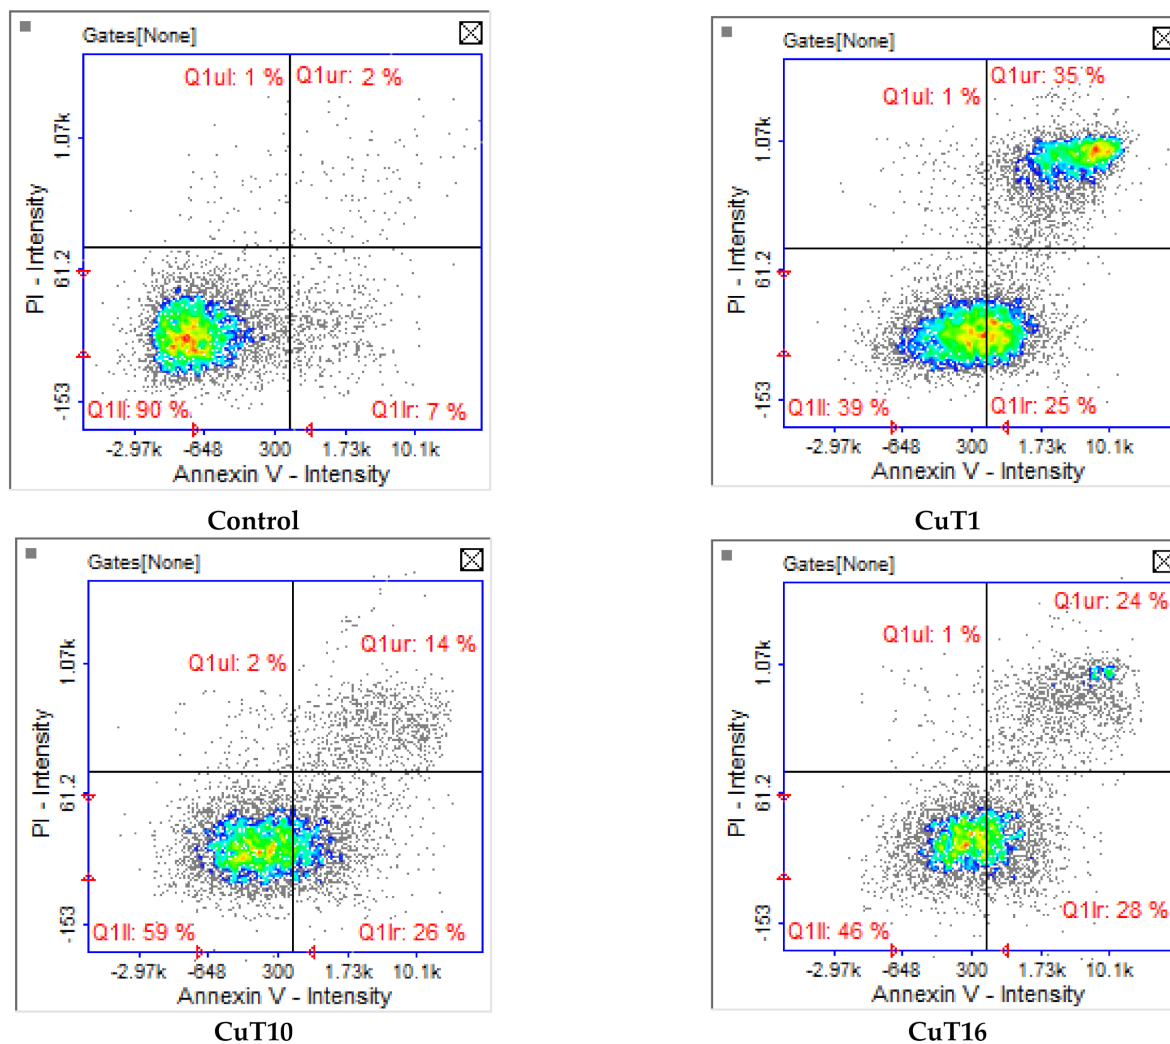 Gates[None]
Q1ul: 1 %
Q1ur: 2 %
1.07k
61.2
-153
PI - Intensity
Q1ll: 90 %
Q1lr: 7 %
-2.97k -648 300 1.73k 10.1k
Annexin V - Intensity
Control
Gates[None]
Q1ur: 35 %
Q1ul: 1 %
1.07k
61.2
-153
PI - Intensity
Q1ll: 39 %
Q1lr: 25 %
-2.97k -648 300 1.73k 10.1k
Annexin V - Intensity
CuT1
Gates[None]
Q1ur: 14 %
Q1ul: 2 %
1.07k
61.2
-153
PI - Intensity
Q1ll: 59 %
Q1lr: 26 %
-2.97k -648 300 1.73k 10.1k
Annexin V - Intensity
CuT10
Gates[None]
Q1ur: 24 %
Q1ul: 1 %
1.07k
61.2
-153
PI - Intensity
Q1lr: 28 %
Q1ll: 46 %
-2.97k -648 300 1.73k 10.1k
Annexin V - Intensity
CuT16